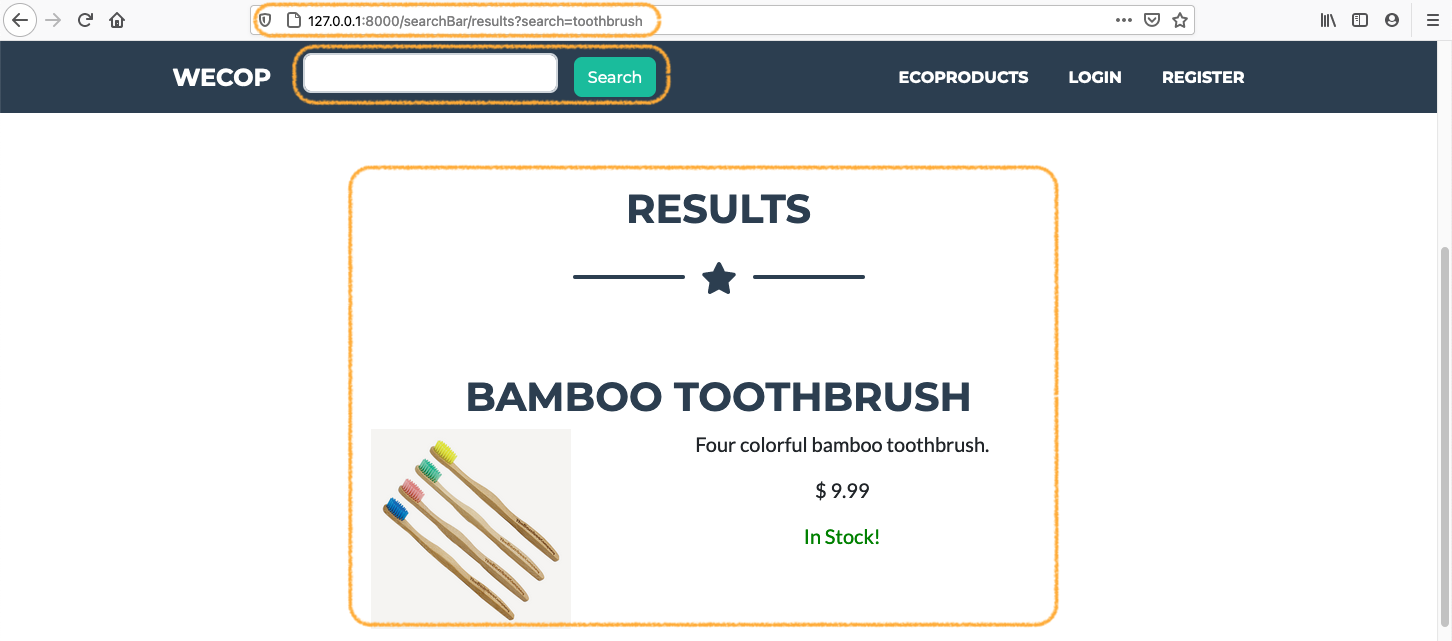 127.0.0.1:8000/searchBar/results?search=toothbrush
WECOP
Search
ECOPRODUCTS
LOGIN
REGISTER
RESULTS
BAMBOO TOOTHBRUSH
Four colorful bamboo toothbrush.
$ 9.99
In Stock!